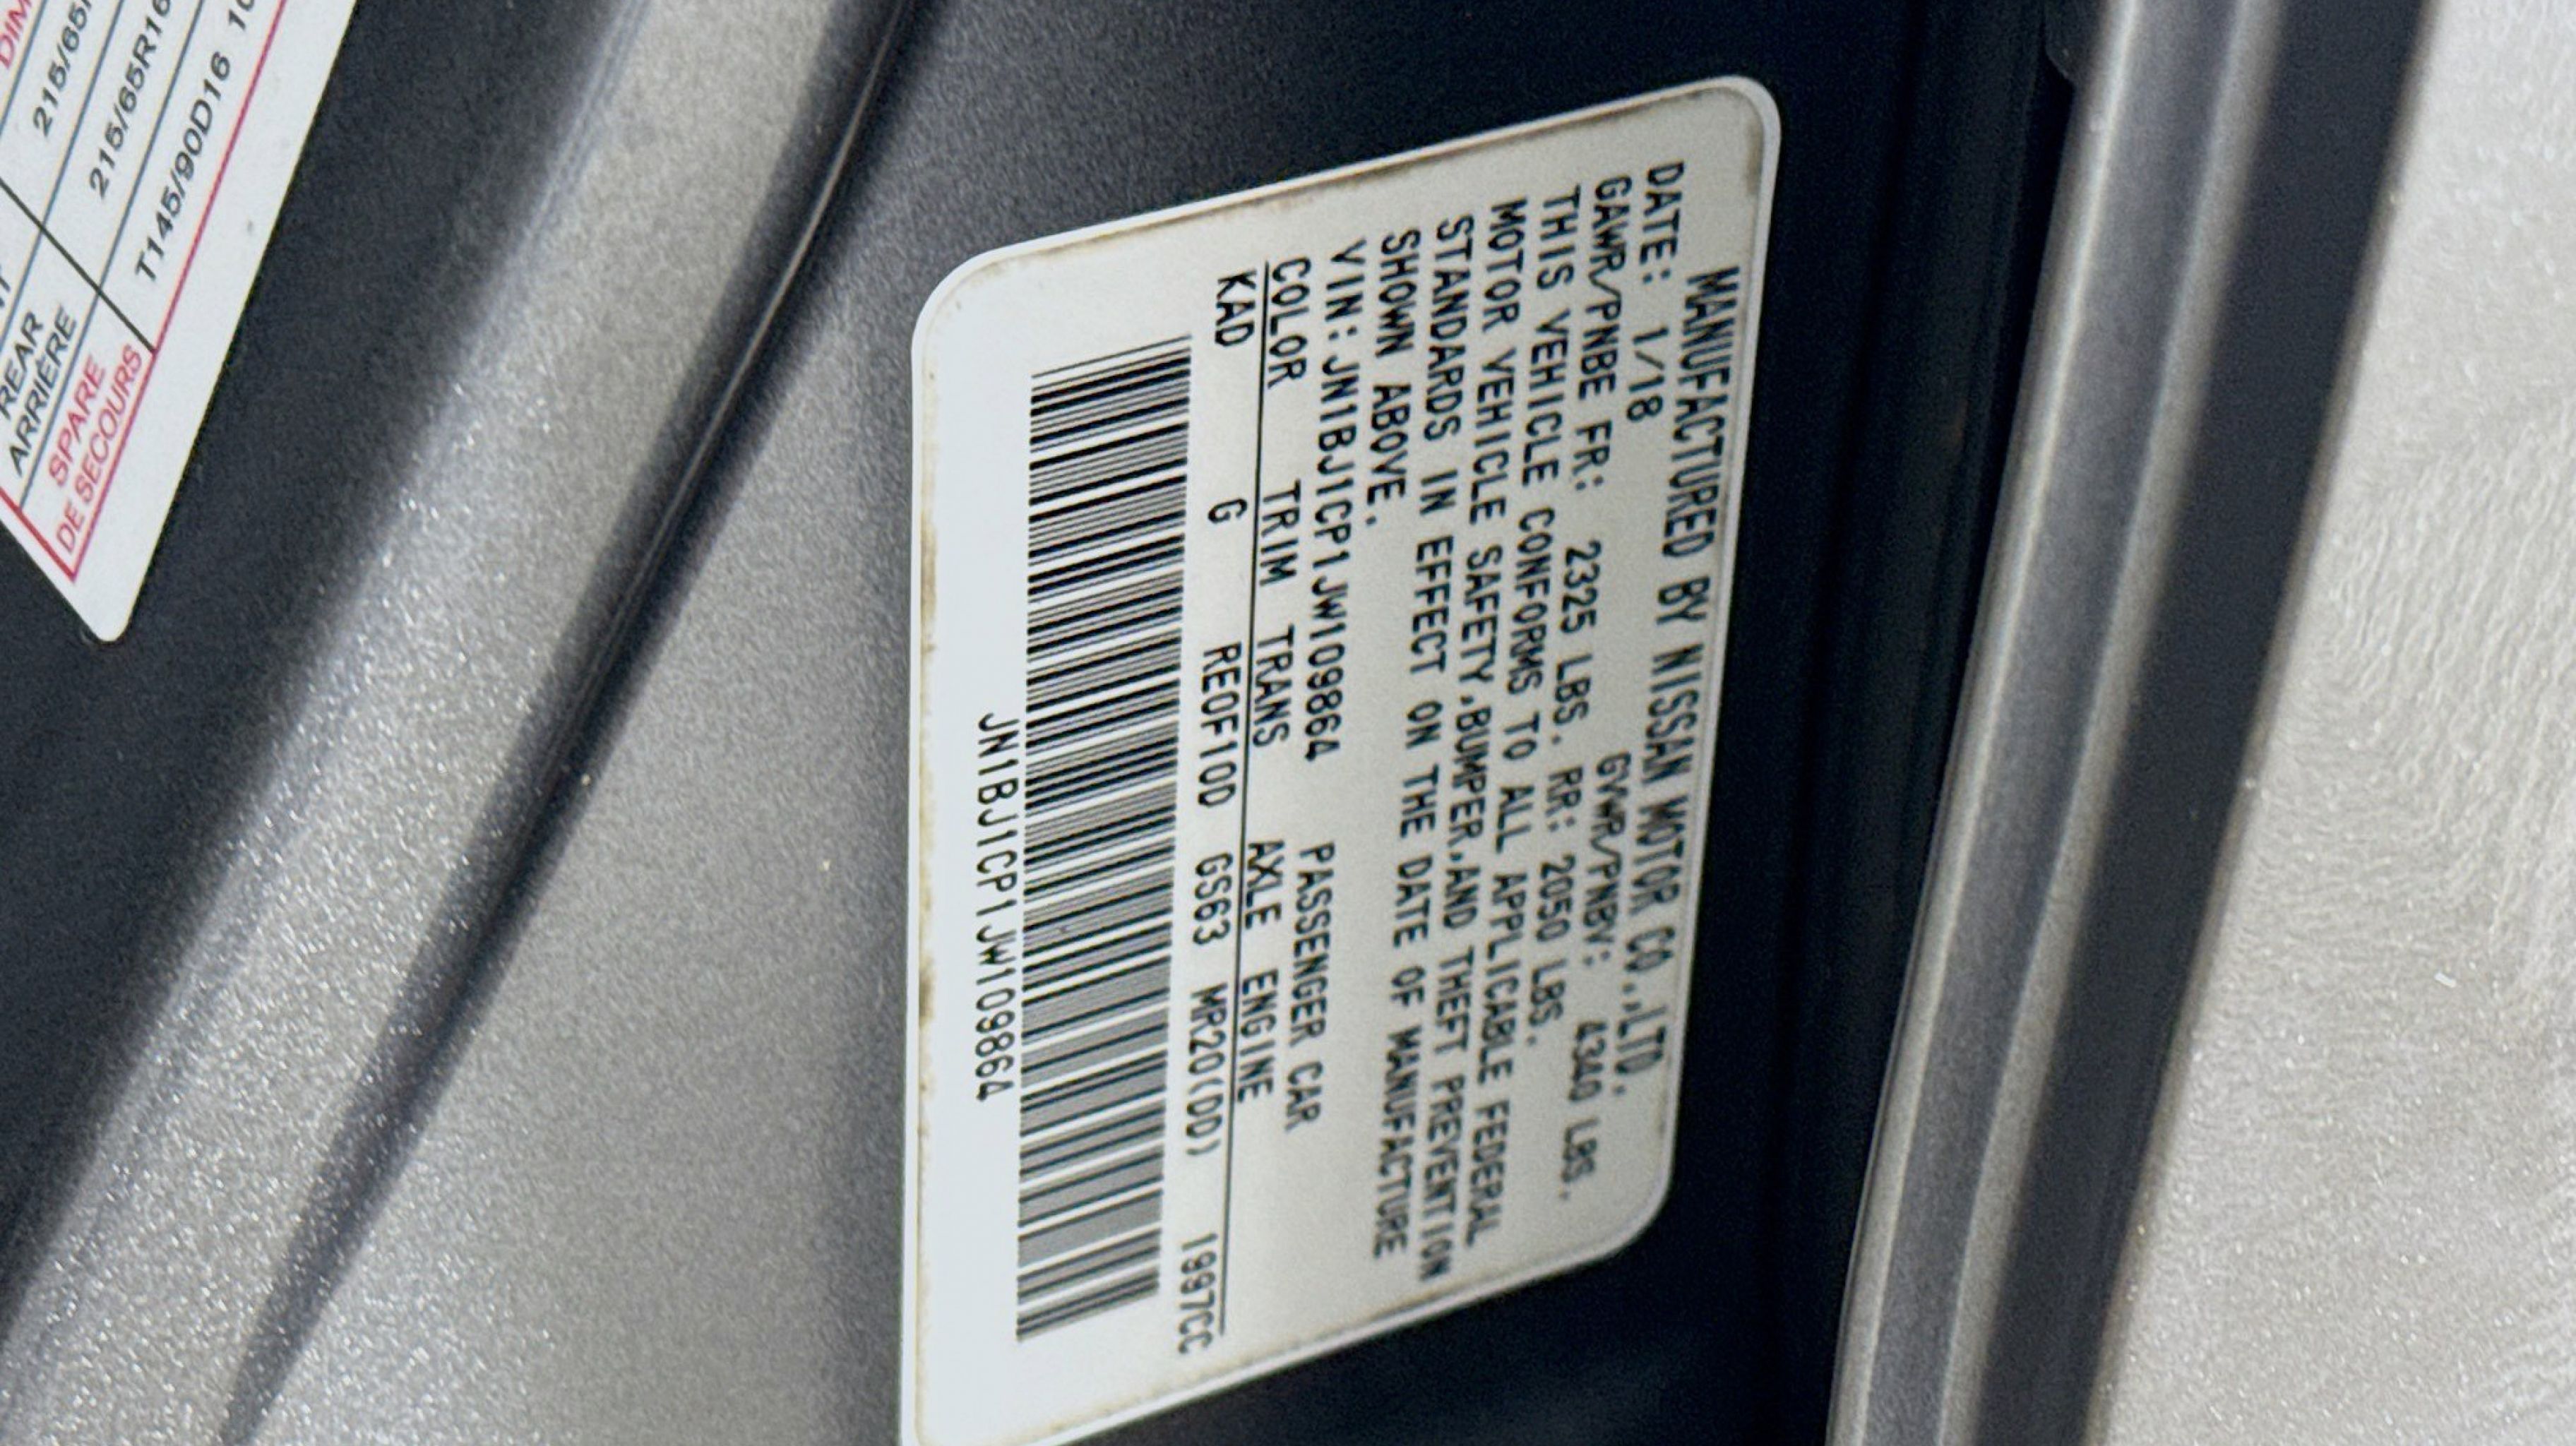 MANUFACTURED BY NISSAN MOTOR CO.,LTD.
DATE: 1/18 GVWR/PNBV: 4340 LBS.
GAWR/PNBE FR: 2325 LBS. RR: 2050 LBS.
THIS VEHICLE CONFORMS TO ALL APPLICABLE FEDERAL
MOTOR VEHICLE SAFETY,BUMPER,AND THEFT PREVENTION
STANDARDS IN EFFECT ON THE DATE OF MANUFACTURE
SHOWN ABOVE.
VIN:JN1BJ1CP1JW109864 PASSENGER CAR
COLOR TRIM TRANS AXLE ENGINE
KAD G RE0F10D GS63 MR20(DD) 1997CC
JN1BJ1CP1JW109864
215/65R16
REAR
ARRIÈRE
SPARE T145/90D16
DE SECOURS